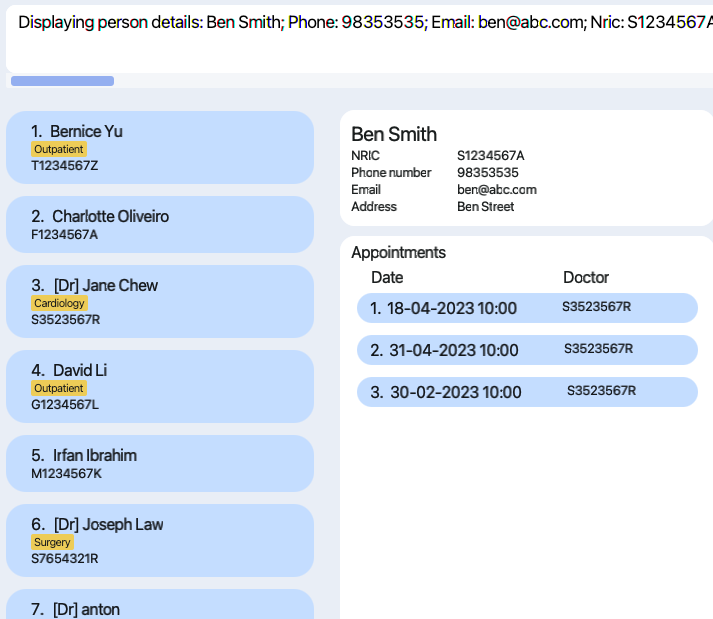 Displaying person details: Ben Smith; Phone: 98353535; Email: ben@abc.com; Nric: S1234567A
1. Bernice Yu
Outpatient
T1234567Z
2. Charlotte Oliveiro
F1234567A
3. [Dr] Jane Chew
Cardiology
S3523567R
4. David Li
Outpatient
G1234567L
5. Irfan Ibrahim
M1234567K
6. [Dr] Joseph Law
Surgery
S7654321R
7. [Dr] anton
Ben Smith
NRIC S1234567A
Phone number 98353535
Email ben@abc.com
Address Ben Street
Appointments
Date Doctor
1. 18-04-2023 10:00 S3523567R
2. 31-04-2023 10:00 S3523567R
3. 30-02-2023 10:00 S3523567R